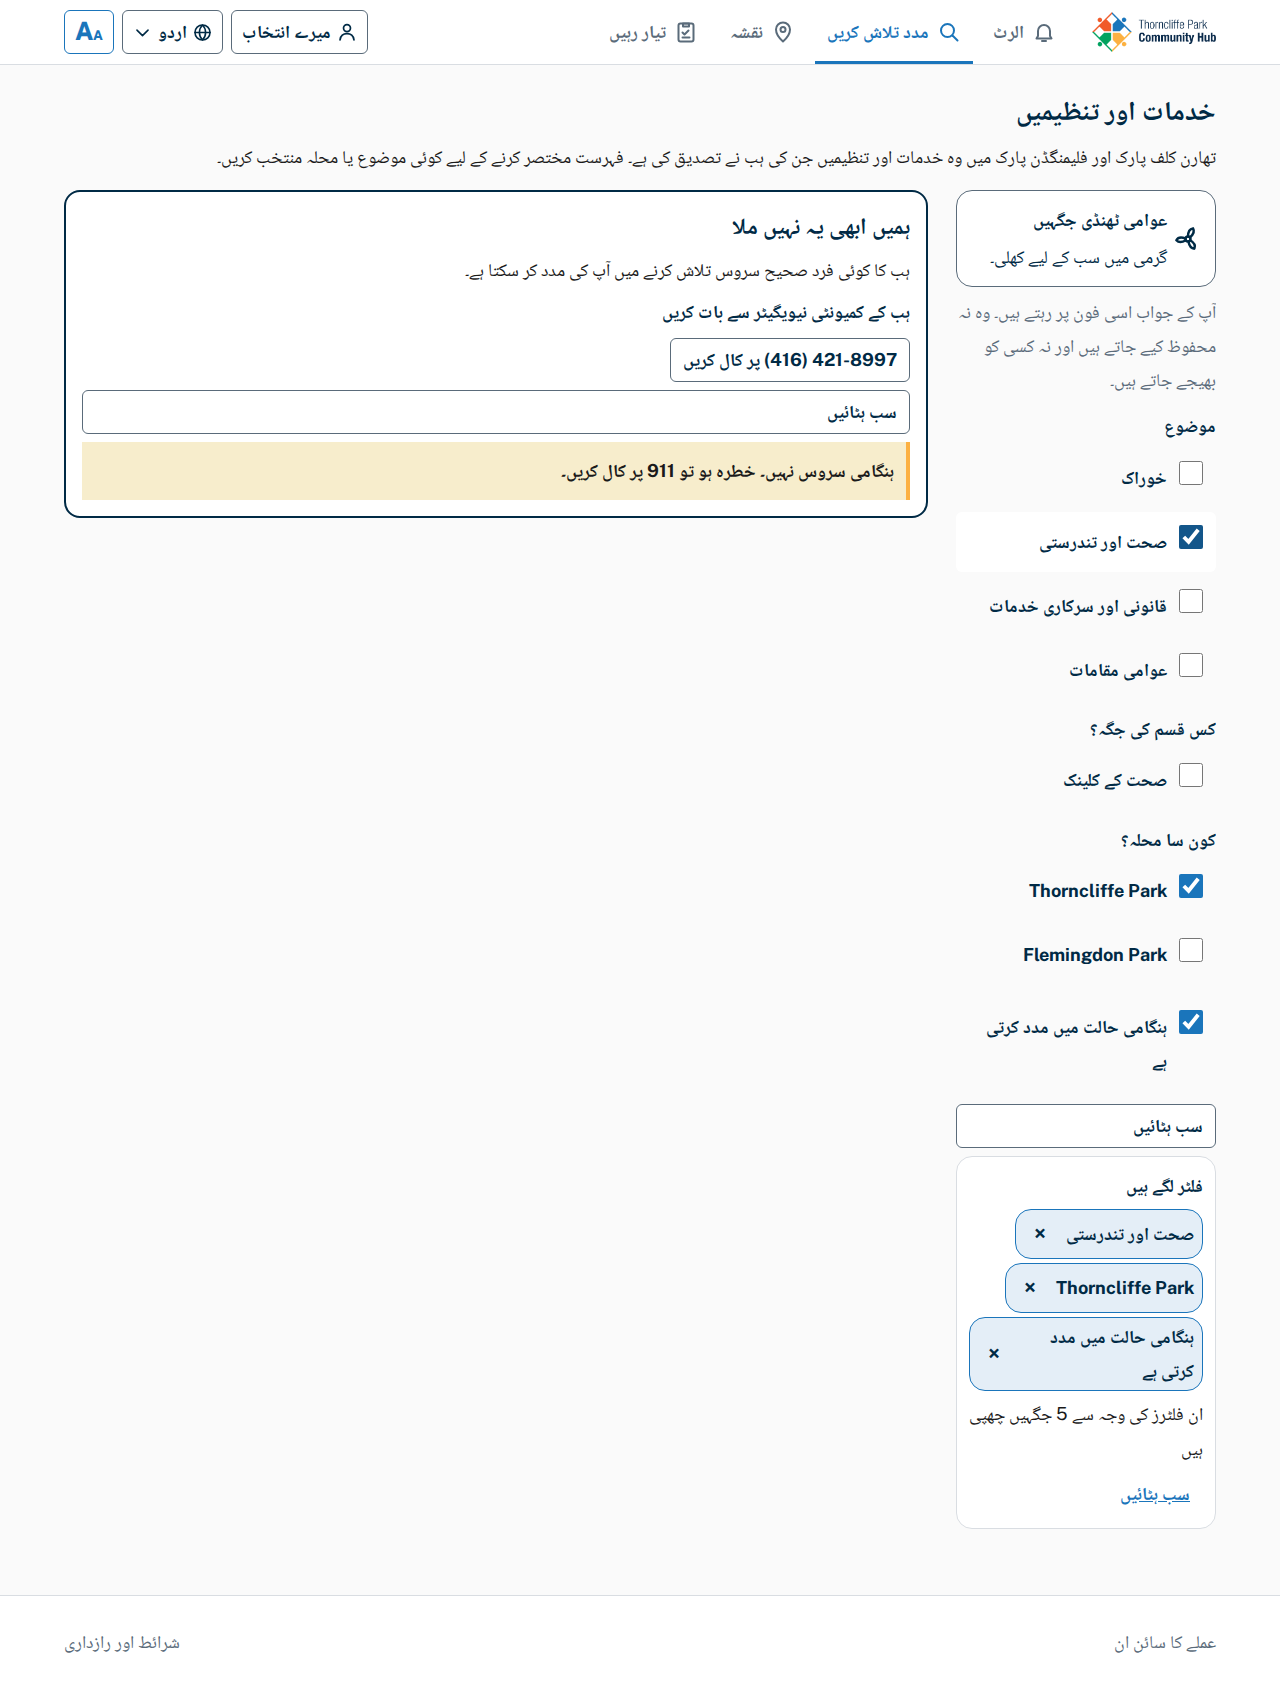 Thorncliffe Park
Community Hub
الرٹ
مدد تلاش کریں
نقشہ
تیار رہیں
میرے انتخاب
اردو
AA
خدمات اور تنظیمیں
تھارن کلف پارک اور فلیمنگڈن پارک میں وہ خدمات اور تنظیمیں جن کی ہب نے تصدیق کی ہے۔ فہرست مختصر کرنے کے لیے کوئی موضوع یا محلہ منتخب کریں۔
عوامی ٹھنڈی جگہیں
گرمی میں سب کے لیے کھلی۔
آپ کے جواب اسی فون پر رہتے ہیں۔ وہ نہ
محفوظ کیے جاتے ہیں اور نہ کسی کو
بھیجے جاتے ہیں۔
موضوع
خوراک
صحت اور تندرستی
قانونی اور سرکاری خدمات
عوامی مقامات
کس قسم کی جگہ؟
صحت کے کلینک
کون سا محلہ؟
Thorncliffe Park
Flemingdon Park
ہنگامی حالت میں مدد کرتی
ہے
سب ہٹائیں
فلٹر لگے ہیں
صحت اور تندرستی ×
Thorncliffe Park ×
ہنگامی حالت میں مدد
کرتی ہے ×
ان فلٹرز کی وجہ سے 5 جگہیں چھپی
ہیں
سب ہٹائیں
ہمیں ابھی یہ نہیں ملا
ہب کا کوئی فرد صحیح سروس تلاش کرنے میں آپ کی مدد کر سکتا ہے۔
ہب کے کمیونٹی نیویگیٹر سے بات کریں
(416) 421-8997 پر کال کریں
سب ہٹائیں
ہنگامی سروس نہیں۔ خطرہ ہو تو 911 پر کال کریں۔
عملے کا سائن ان
شرائط اور رازداری